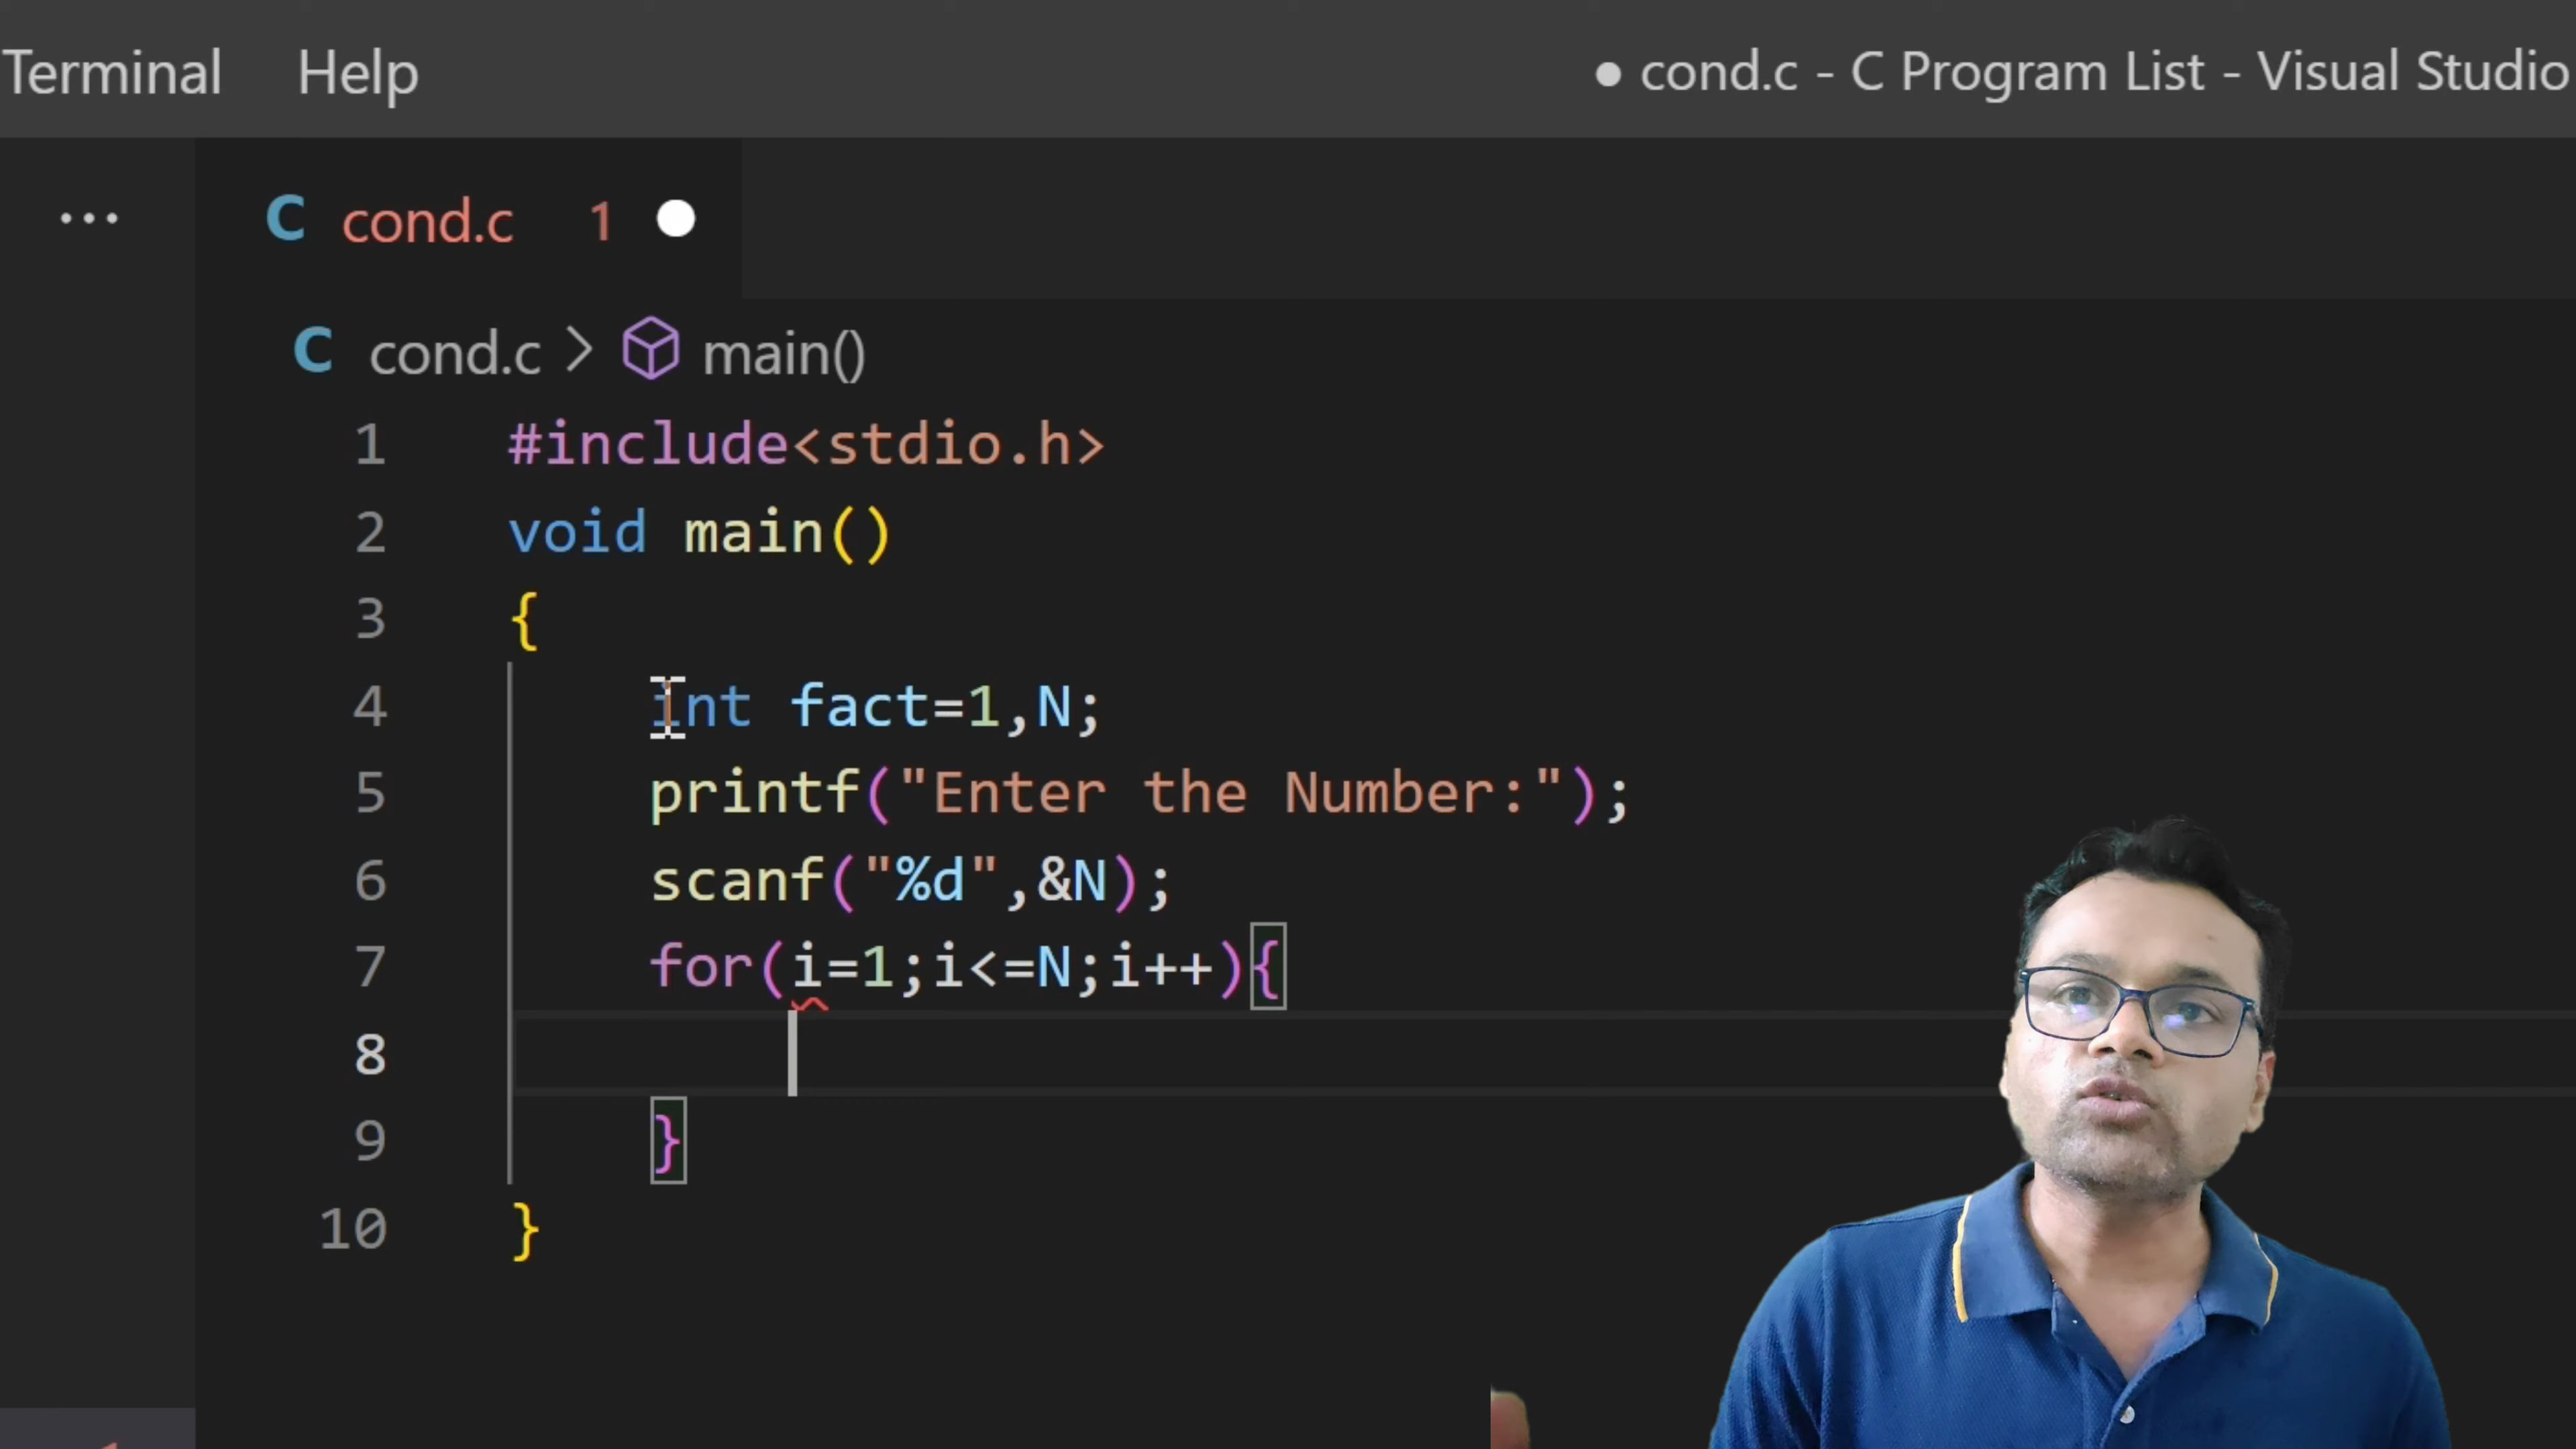 Terminal Help ● cond.c - C Program List - Visual Studio
... C cond.c 1 ●
C cond.c > main()
1 #include<stdio.h>
2 void main()
3 {
4 int fact=1,N;
5 printf("Enter the Number:");
6 scanf("%d",&N);
7 for(i=1;i<=N;i++){
8
9 }
10 }